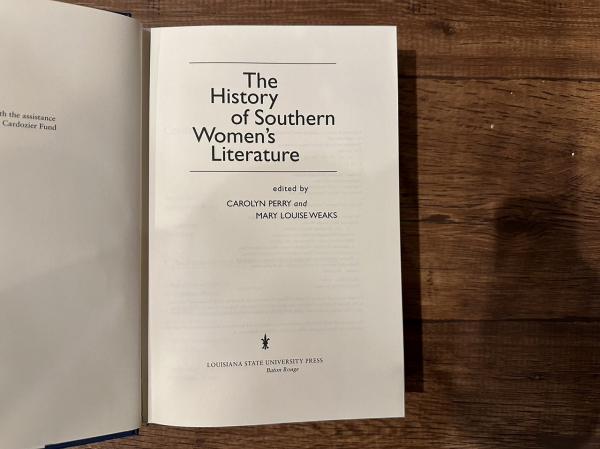 th the assistance
Cardozier Fund
The
History
of Southern
Women's
Literature
edited by
CAROLYN PERRY and
MARY LOUISE WEAKS
LOUISIANA STATE UNIVERSITY PRESS
Baton Rouge